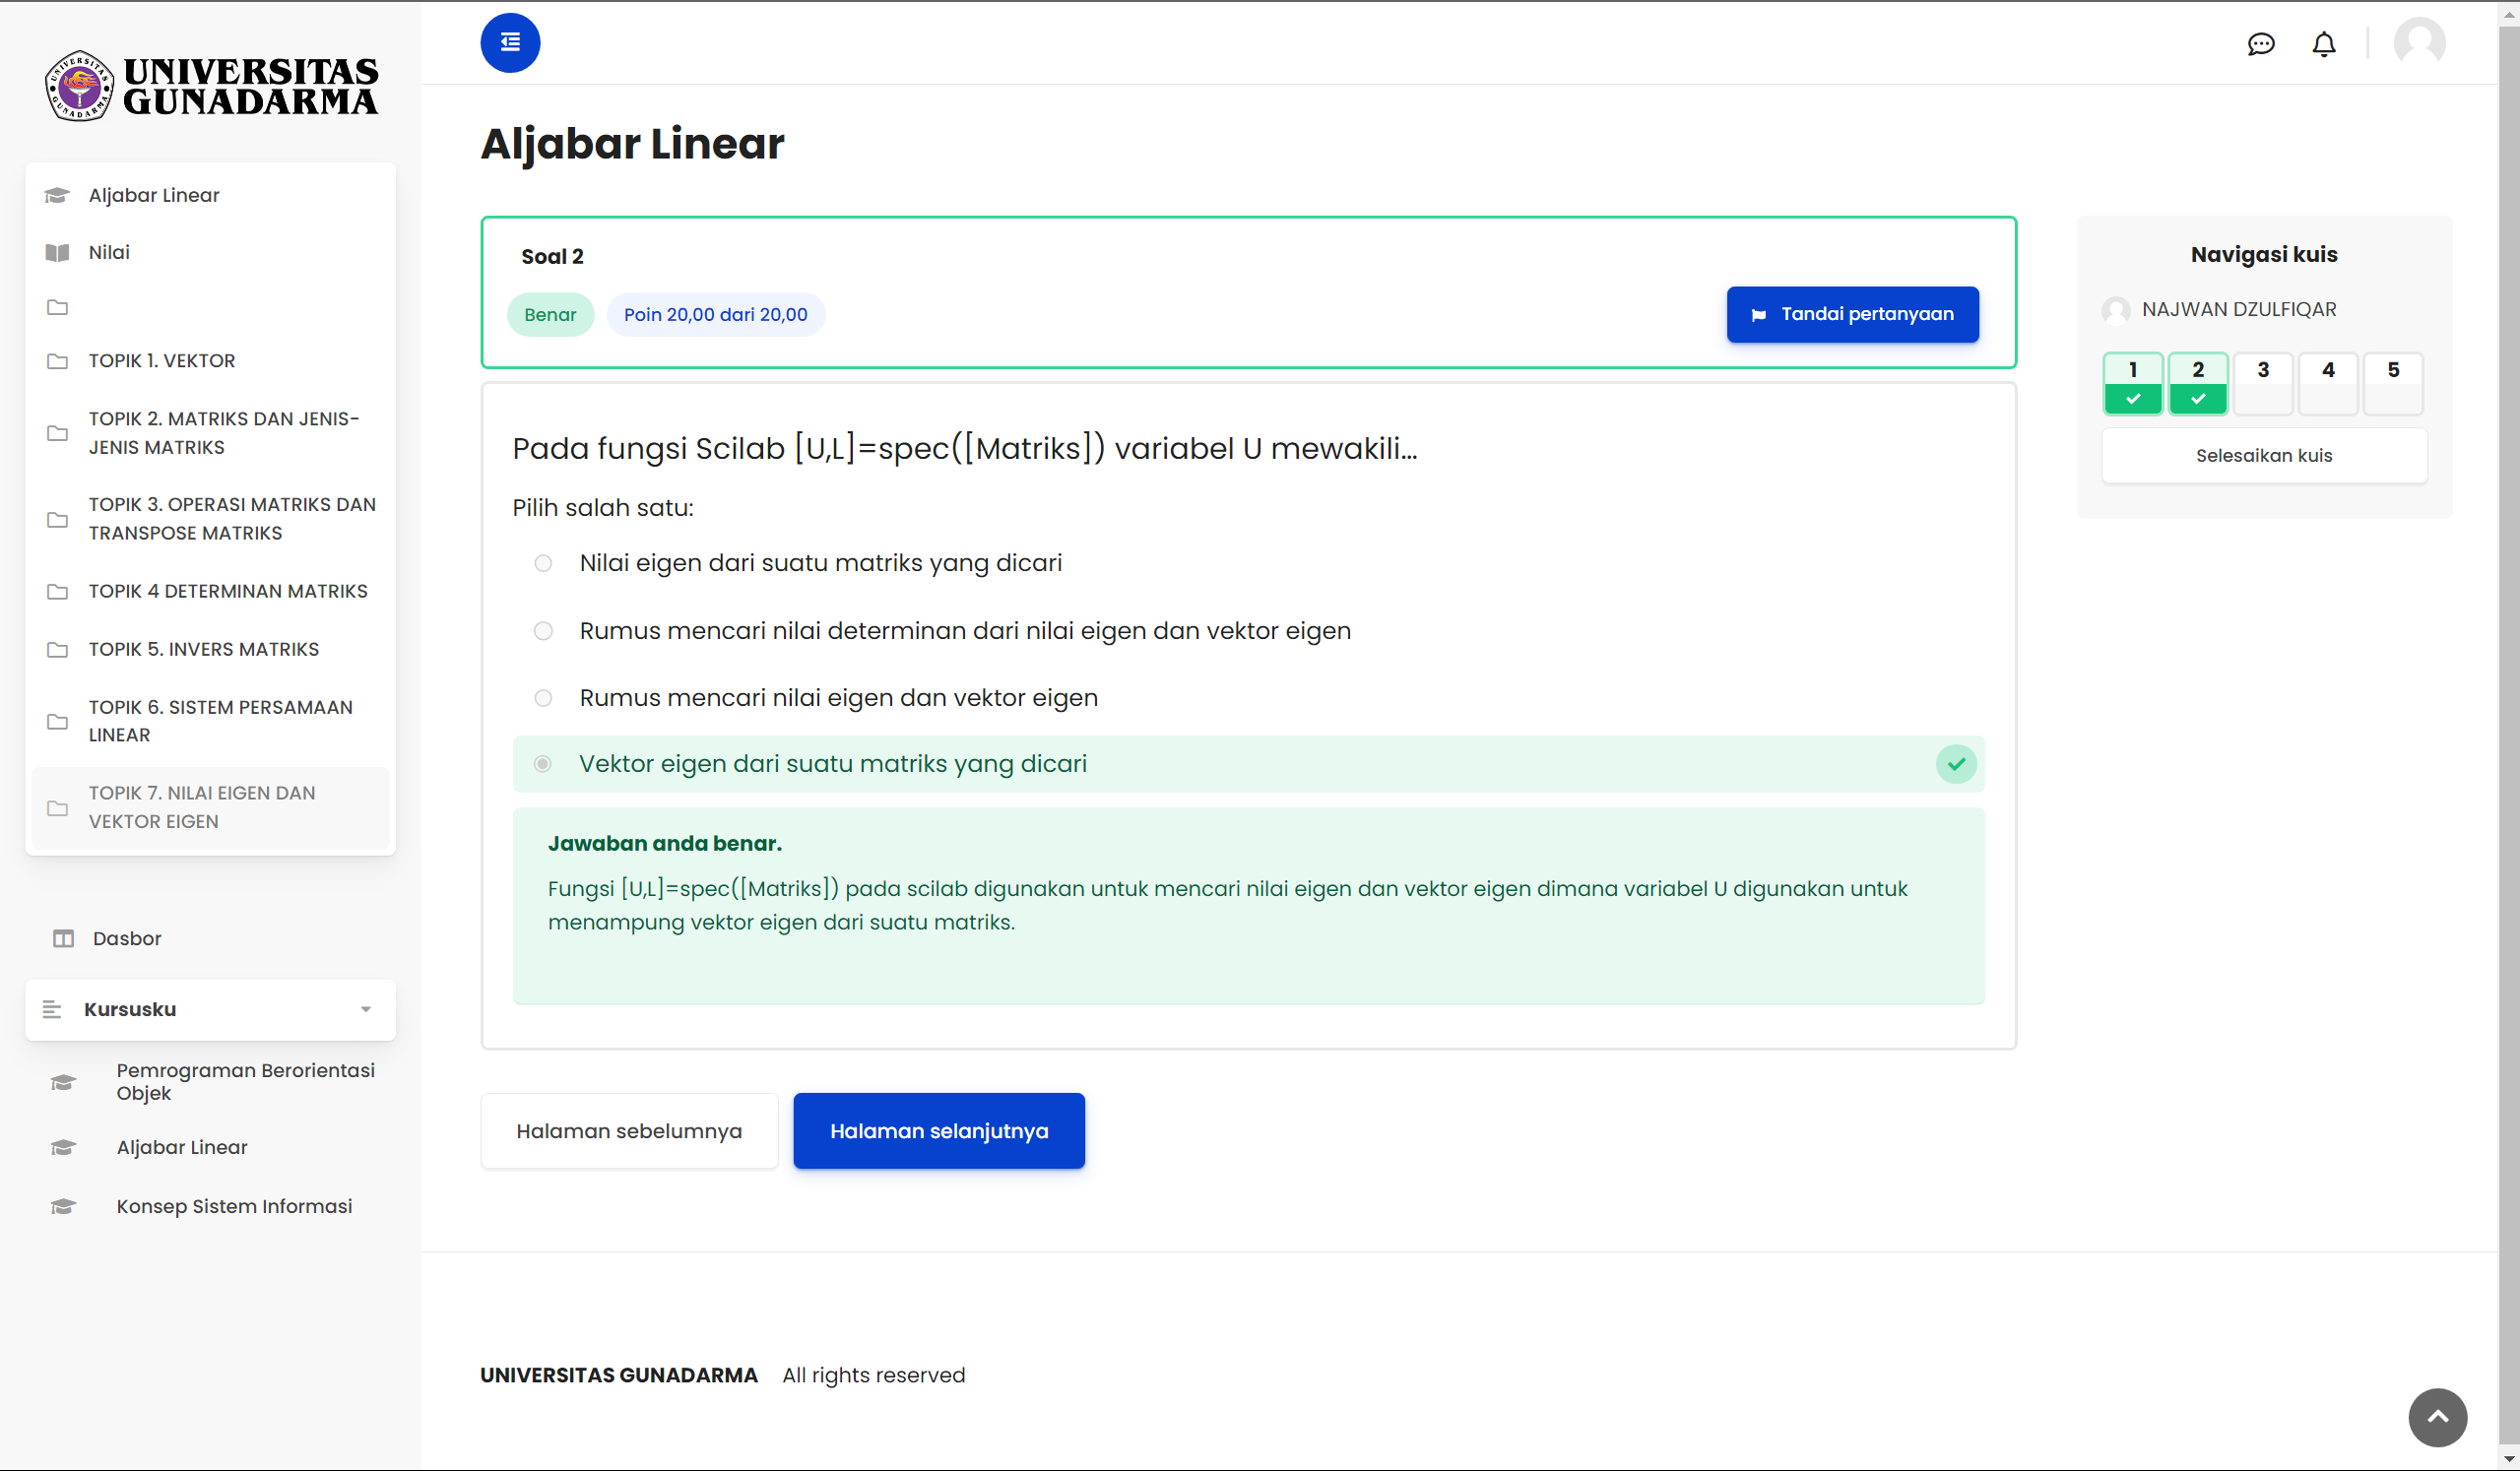 UNIVERSITAS
GUNADARMA
Aljabar Linear
Nilai
TOPIK 1. VEKTOR
TOPIK 2. MATRIKS DAN JENIS-
JENIS MATRIKS
TOPIK 3. OPERASI MATRIKS DAN
TRANSPOSE MATRIKS
TOPIK 4 DETERMINAN MATRIKS
TOPIK 5. INVERS MATRIKS
TOPIK 6. SISTEM PERSAMAAN
LINEAR
TOPIK 7. NILAI EIGEN DAN
VEKTOR EIGEN
Dasbor
Kursusku
Pemrograman Berorientasi
Objek
Aljabar Linear
Konsep Sistem Informasi
Aljabar Linear
Soal 2
Benar
Poin 20,00 dari 20,00
Tandai pertanyaan
Pada fungsi Scilab [U,L]=spec([Matriks]) variabel U mewakili...
Pilih salah satu:
Nilai eigen dari suatu matriks yang dicari
Rumus mencari nilai determinan dari nilai eigen dan vektor eigen
Rumus mencari nilai eigen dan vektor eigen
Vektor eigen dari suatu matriks yang dicari
Jawaban anda benar.
Fungsi [U,L]=spec([Matriks]) pada scilab digunakan untuk mencari nilai eigen dan vektor eigen dimana variabel U digunakan untuk
menampung vektor eigen dari suatu matriks.
Halaman sebelumnya
Halaman selanjutnya
Navigasi kuis
NAJWAN DZULFIQAR
1 2 3 4 5
Selesaikan kuis
UNIVERSITAS GUNADARMA All rights reserved